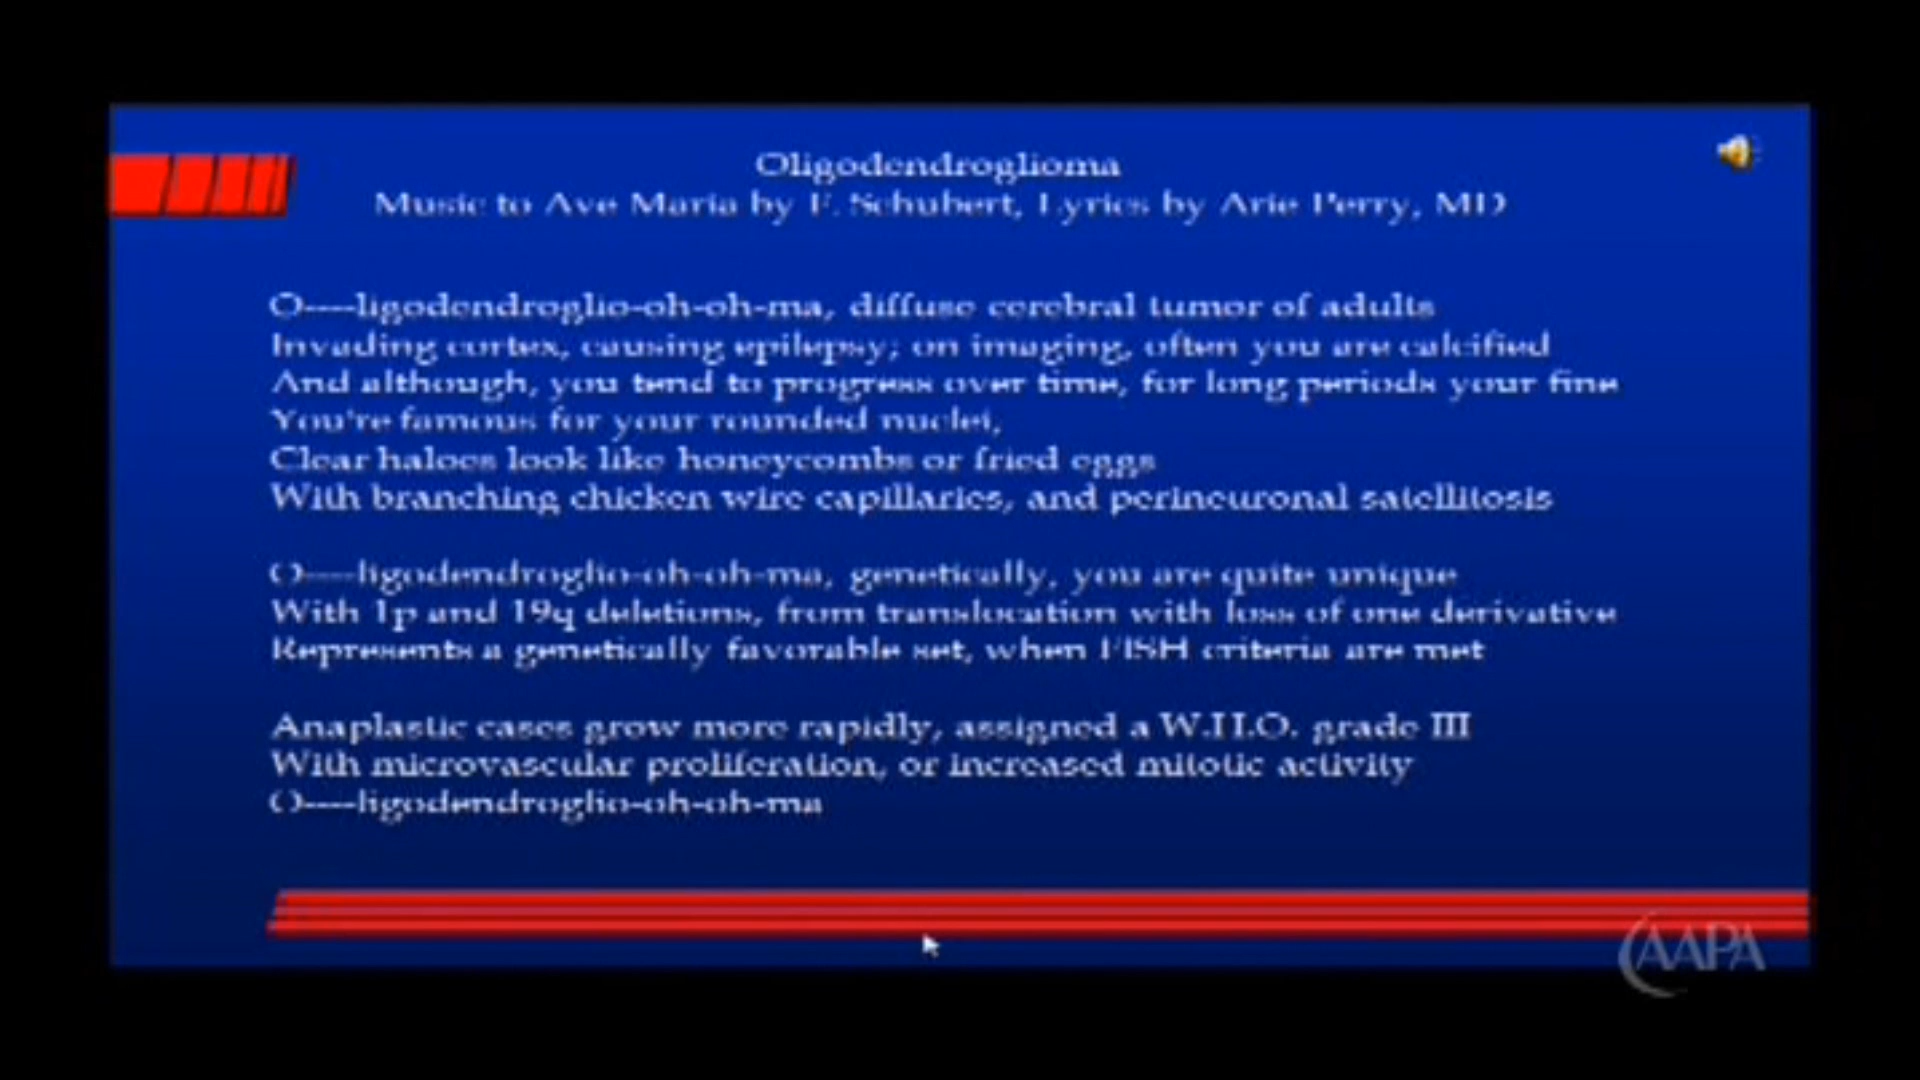 Oligodendroglioma
Music to Ave Maria by F. Schubert, Lyrics by Arie Perry, MD
O----ligodendroglio-oh-oh-ma, diffuse cerebral tumor of adults
Invading cortex, causing epilepsy; on imaging, often you are calcified
And although, you tend to progress over time, for long periods your fine
You're famous for your rounded nuclei,
Clear haloes look like honeycombs or fried eggs
With branching chicken wire capillaries, and perineuronal satellitosis
O----ligodendroglio-oh-oh-ma, genetically, you are quite unique
With 1p and 19q deletions, from translocation with loss of one derivative
Represents a genetically favorable set, when FISH criteria are met
Anaplastic cases grow more rapidly, assigned a W.H.O. grade III
With microvascular proliferation, or increased mitotic activity
O----ligodendroglio-oh-oh-ma
AAPA